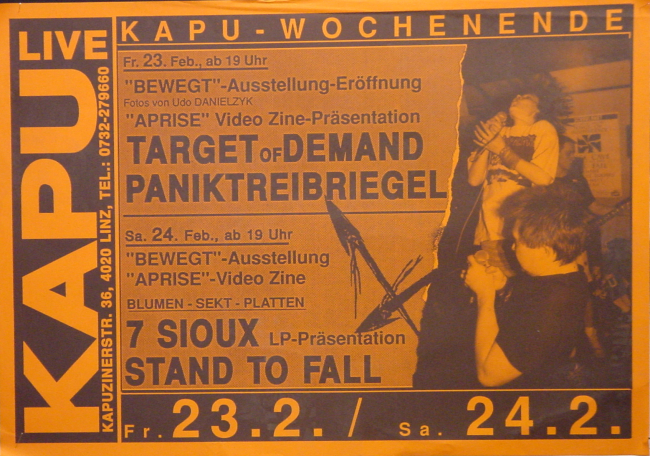 KAPU-WOCHENENDE
LIVE
KAPU
KAPUZINERSTR. 36, 4020 LINZ, TEL.: 0732-279660
Fr. 23. Feb., ab 19 Uhr
"BEWEGT"-Ausstellung-Eröffnung
Fotos von Udo DANIELZYK
"APRISE" Video Zine-Präsentation
TARGET OF DEMAND
PANIKTREIBRIEGEL
Sa. 24. Feb., ab 19 Uhr
"BEWEGT"-Ausstellung
"APRISE"-Video Zine
BLUMEN - SEKT - PLATTEN
7 SIOUX LP-Präsentation
STAND TO FALL
Fr. 23.2. / Sa. 24.2.